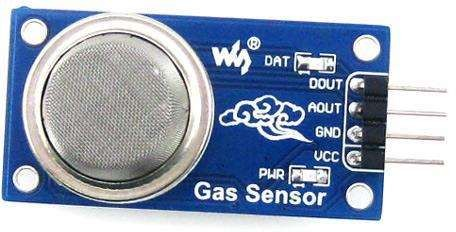 W ®
DAT
DOUT
AOUT
GND
VCC
PWR
Gas Sensor